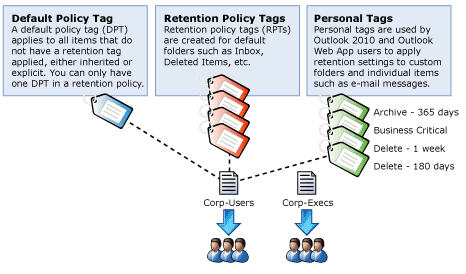 Default Policy Tag
A default policy tag (DPT)
applies to all items that do
not have a retention tag
applied, either inherited or
explicit. You can only have
one DPT in a retention policy.
Retention Policy Tags
Retention policy tags (RPTs)
are created for default
folders such as Inbox,
Deleted Items, etc.
Personal Tags
Personal tags are used by
Outlook 2010 and Outlook
Web App users to apply
retention settings to custom
folders and individual items
such as e-mail messages.
Archive - 365 days
Business Critical
Delete - 1 week
Delete - 180 days
Corp-Users
Corp-Execs